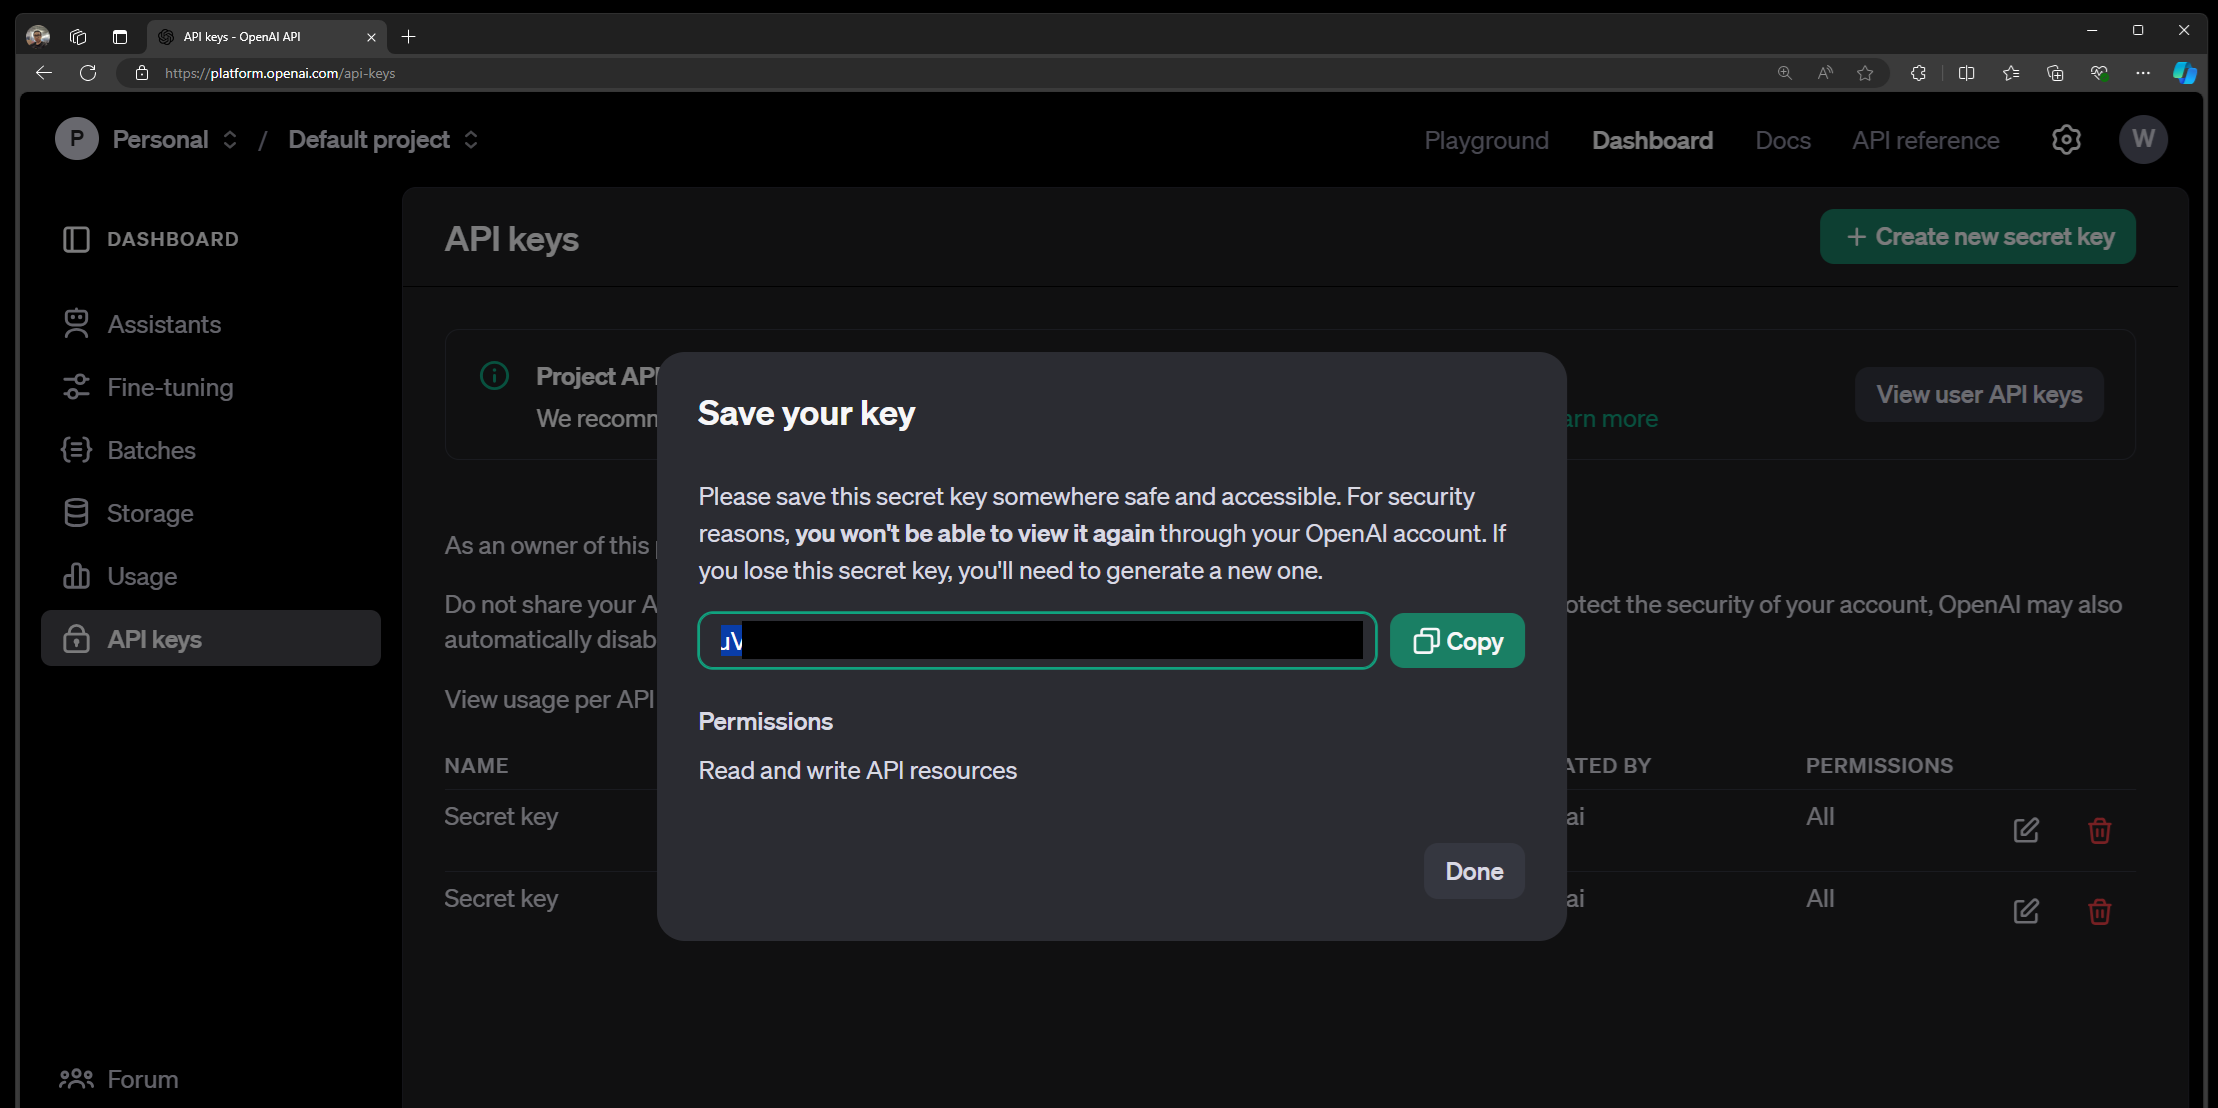 API keys - OpenAI API
https://platform.openai.com/api-keys
P Personal / Default project
Playground Dashboard Docs API reference W
DASHBOARD
Assistants
Fine-tuning
Batches
Storage
Usage
API keys
Forum
API keys
+ Create new secret key
Project API
We recomm
arn more
View user API keys
As an owner of this
Do not share your A
otect the security of your account, OpenAI may also
automatically disab
View usage per API
NAME
ATED BY
PERMISSIONS
Secret key
ai
All
Secret key
ai
All
Save your key
Please save this secret key somewhere safe and accessible. For security
reasons, you won't be able to view it again through your OpenAI account. If
you lose this secret key, you'll need to generate a new one.
uV
Copy
Permissions
Read and write API resources
Done